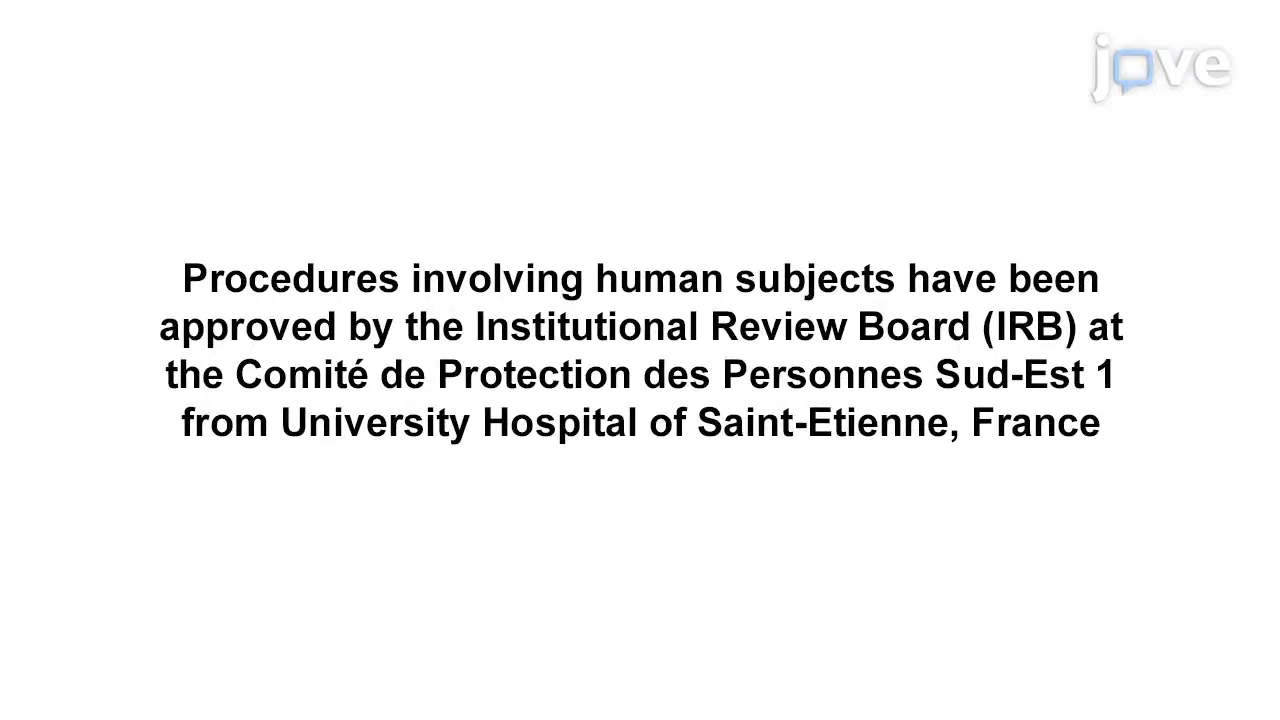 jove
Procedures involving human subjects have been
approved by the Institutional Review Board (IRB) at
the Comité de Protection des Personnes Sud-Est 1
from University Hospital of Saint-Etienne, France